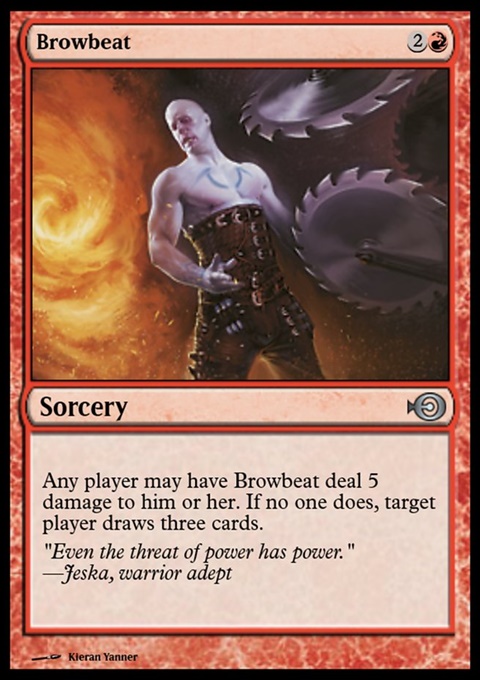 Browbeat 2
Sorcery
Any player may have Browbeat deal 5
damage to him or her. If no one does, target
player draws three cards.
"Even the threat of power has power."
—Jeska, warrior adept
Kieran Yanner